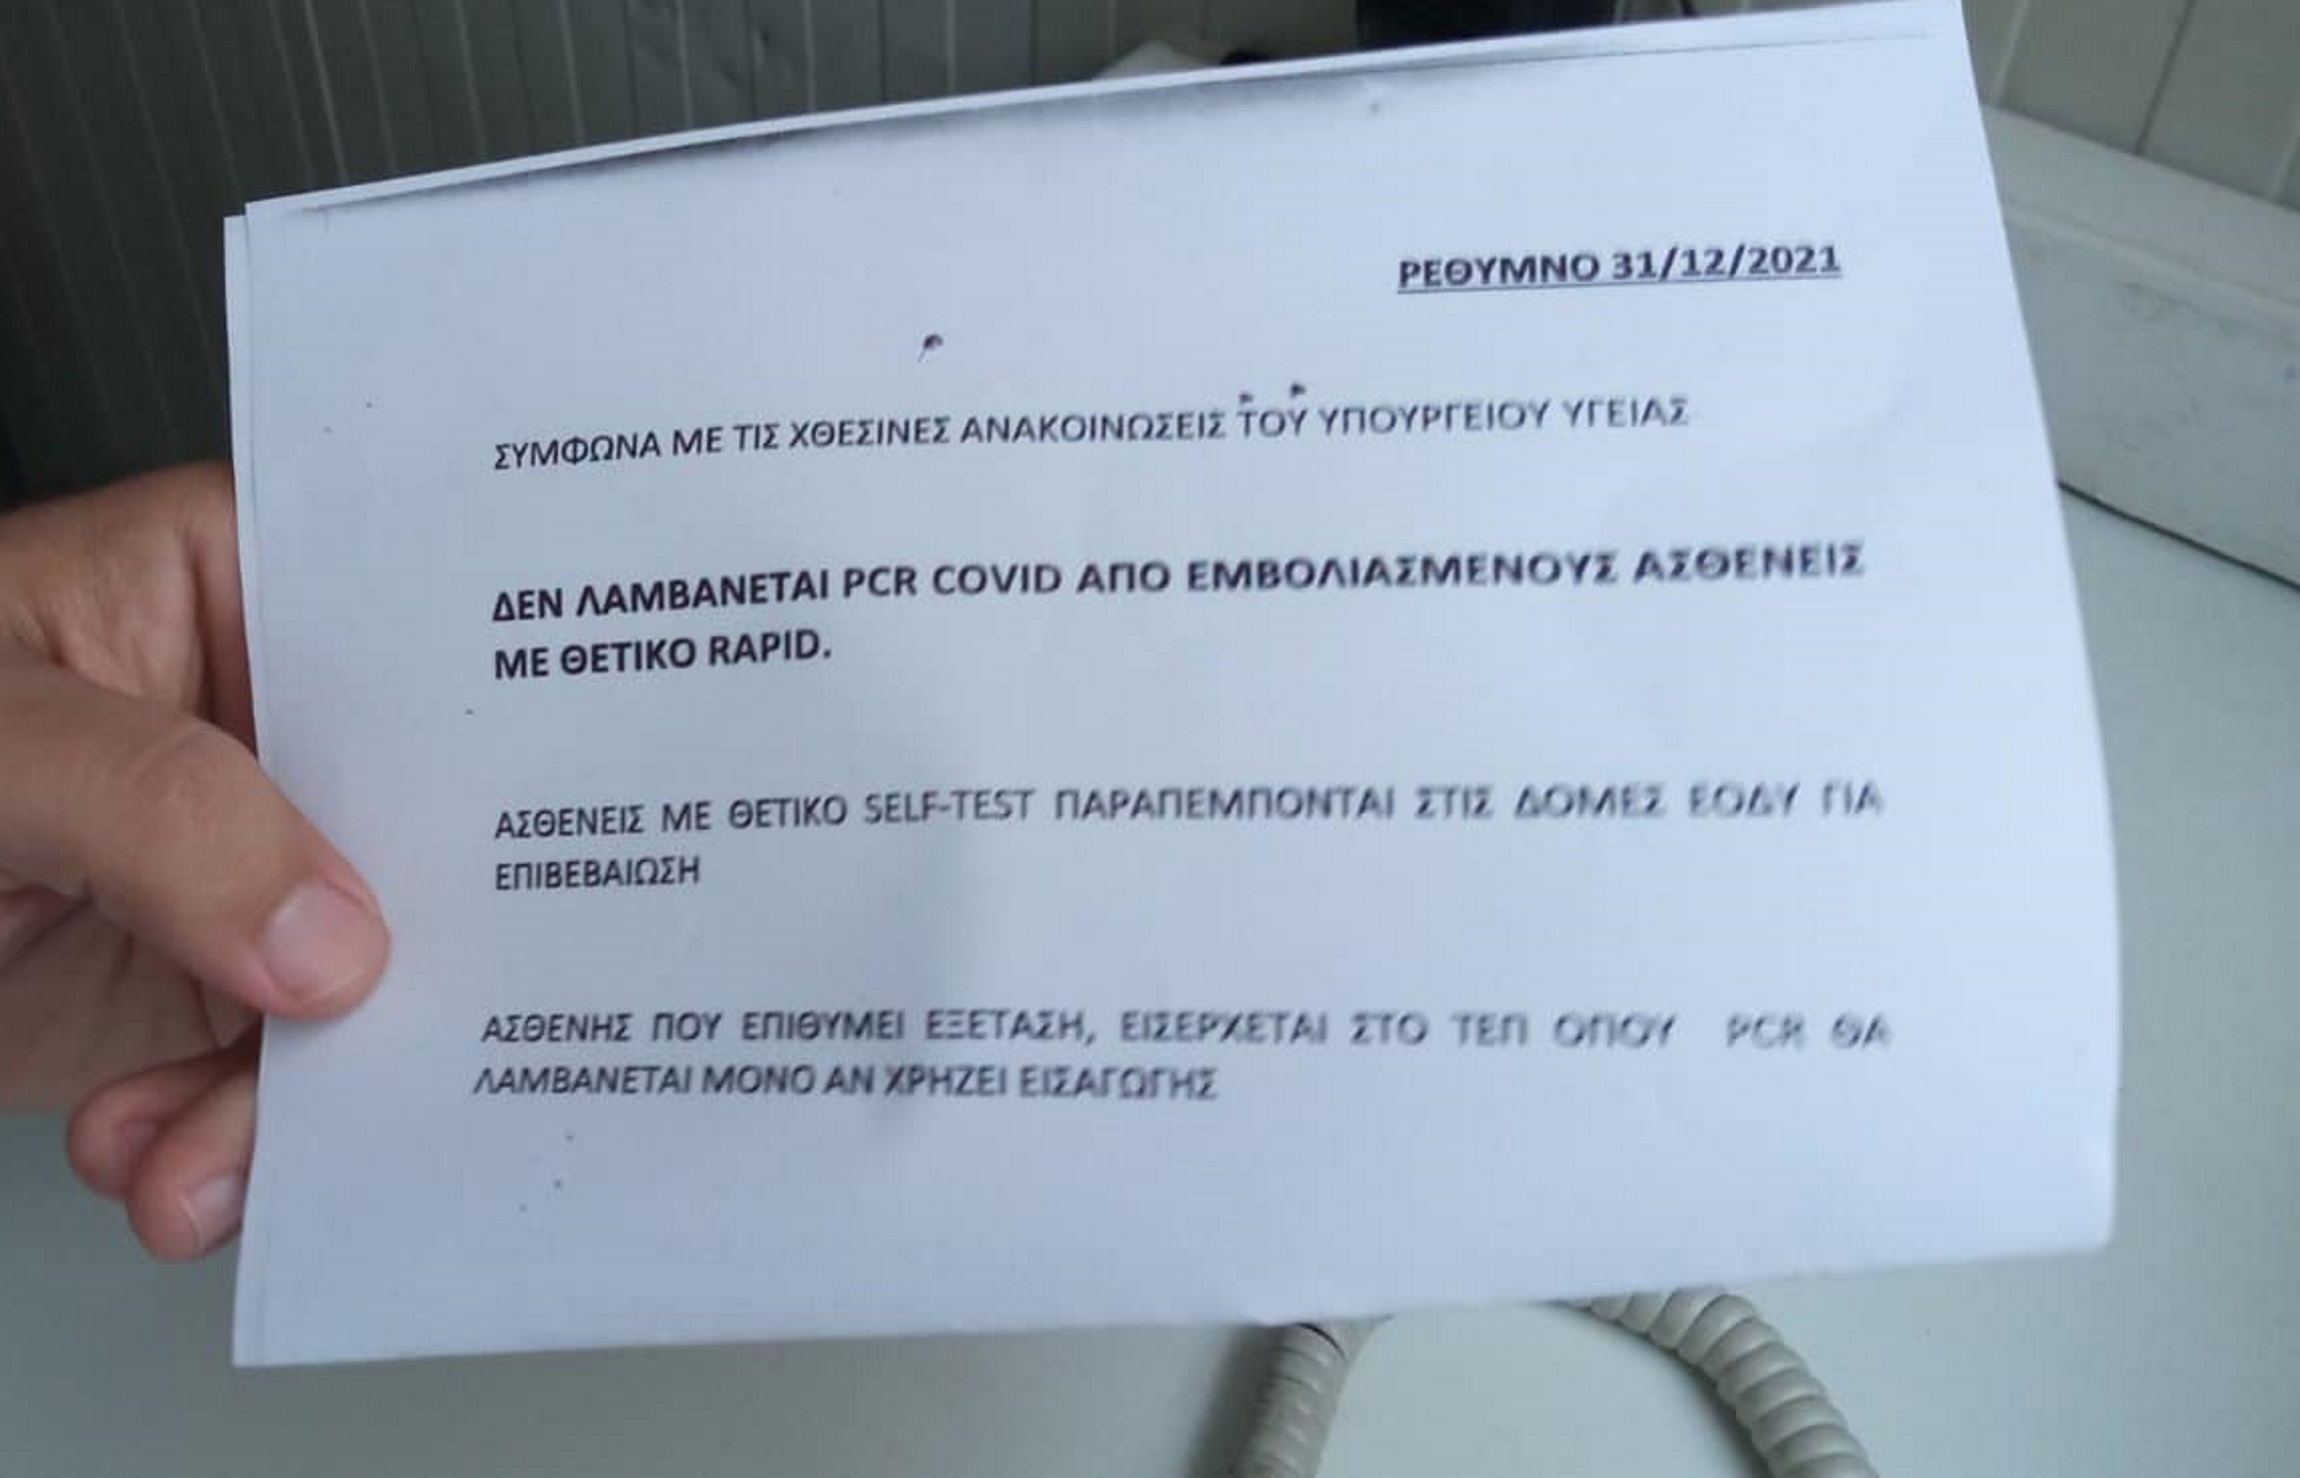 ΡΕΘΥΜΝΟ 31/12/2021
ΣΥΜΦΩΝΑ ΜΕ ΤΙΣ ΧΘΕΣΙΝΕΣ ΑΝΑΚΟΙΝΩΣΕΙΣ ΤΟΥ ΥΠΟΥΡΓΕΙΟΥ ΥΓΕΙΑΣ
ΔΕΝ ΛΑΜΒΑΝΕΤΑΙ PCR COVID ΑΠΟ ΕΜΒΟΛΙΑΣΜΕΝΟΥΣ ΑΣΘΕΝΕΙΣ
ΜΕ ΘΕΤΙΚΟ RAPID.
ΑΣΘΕΝΕΙΣ ΜΕ ΘΕΤΙΚΟ SELF-TEST ΠΑΡΑΠΕΜΠΟΝΤΑΙ ΣΤΙΣ ΔΟΜΕΣ ΕΟΔΥ ΓΙΑ
ΕΠΙΒΕΒΑΙΩΣΗ
ΑΣΘΕΝΗΣ ΠΟΥ ΕΠΙΘΥΜΕΙ ΕΞΕΤΑΣΗ, ΕΙΣΕΡΧΕΤΑΙ ΣΤΟ ΤΕΠ ΟΠΟΥ PCR ΘΑ
ΛΑΜΒΑΝΕΤΑΙ ΜΟΝΟ ΑΝ ΧΡΗΖΕΙ ΕΙΣΑΓΩΓΗΣ